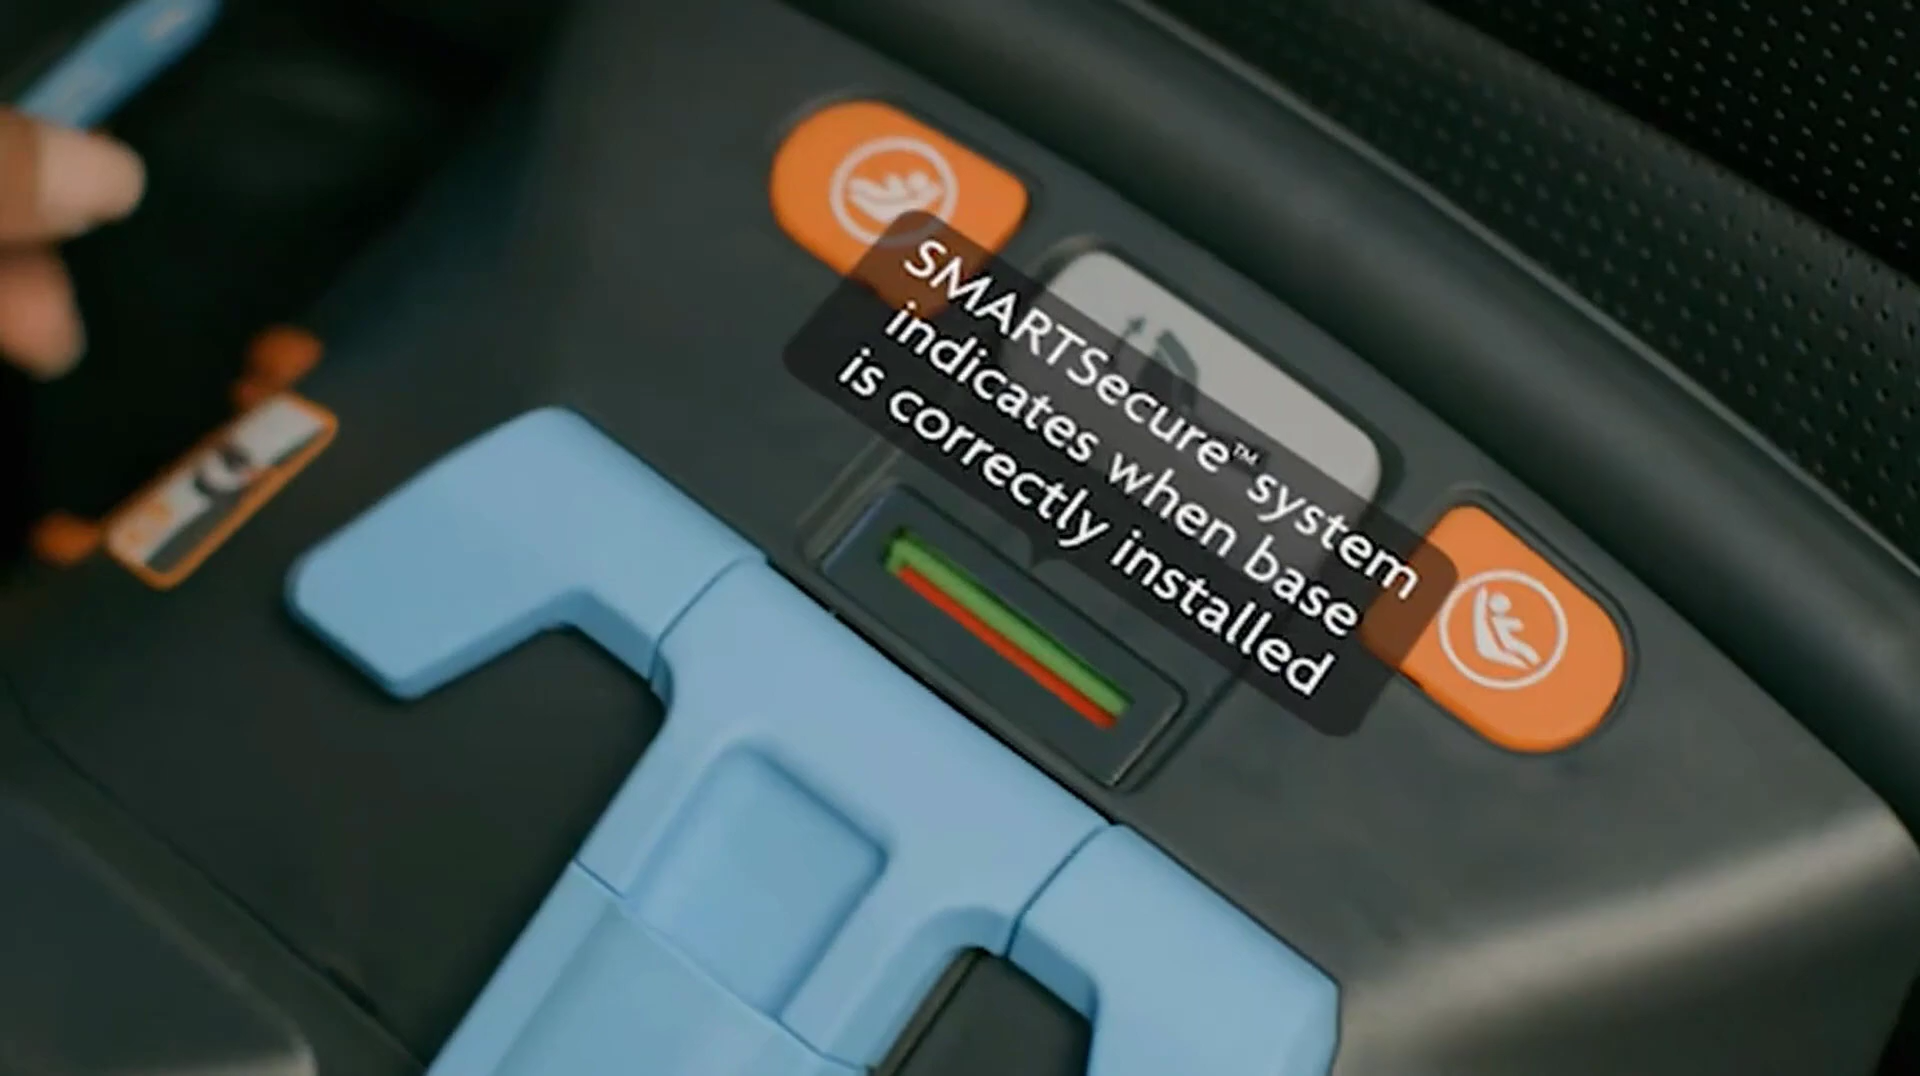 SMARTSecure™ system
indicates when base
is correctly installed